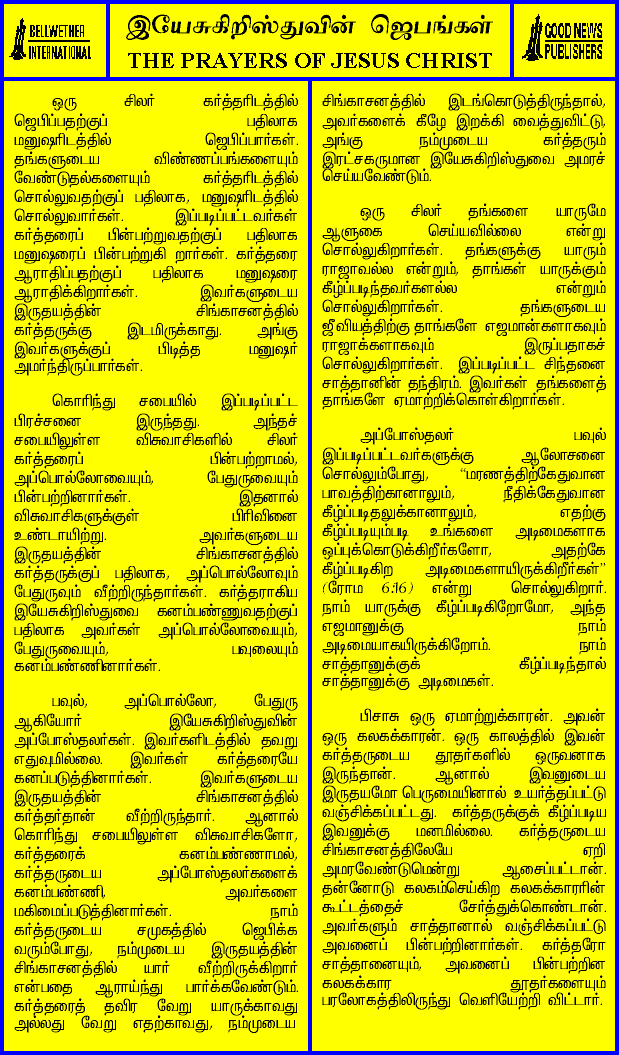 BELLWETHER
INTERNATIONAL
இயேசுகிறிஸ்துவின் ஜெபங்கள்
THE PRAYERS OF JESUS CHRIST
GOOD NEWS
PUBLISHERS
ஒரு சிலர் கர்த்தரிடத்தில்
ஜெபிப்பதற்குப் பதிலாக
மனுஷரிடத்தில் ஜெபிப்பார்கள்.
தங்களுடைய விண்ணப்பங்களையும்
வேண்டுதல்களையும் கர்த்தரிடத்தில்
சொல்லுவதற்குப் பதிலாக, மனுஷரிடத்தில்
சொல்லுவார்கள். இப்படிப்பட்டவர்கள்
கர்த்தரைப் பின்பற்றுவதற்குப் பதிலாக
மனுஷரைப் பின்பற்றுகி றார்கள். கர்த்தரை
ஆராதிப்பதற்குப் பதிலாக மனுஷரை
ஆராதிக்கிறார்கள். இவர்களுடைய
இருதயத்தின் சிங்காசனத்தில்
கர்த்தருக்கு இடமிருக்காது. அங்கு
இவர்களுக்குப் பிடித்த மனுஷர்
அமர்ந்திருப்பார்கள்.
கொரிந்து சபையில் இப்படிப்பட்ட
பிரச்சனை இருந்தது. அந்தச்
சபையிலுள்ள விசுவாசிகளில் சிலர்
கர்த்தரைப் பின்பற்றாமல்,
அப்பொல்லோவையும், பேதுருவையும்
பின்பற்றினார்கள். இதனால்
விசுவாசிகளுக்குள் பிரிவினை
உண்டாயிற்று. அவர்களுடைய
இருதயத்தின் சிங்காசனத்தில்
கர்த்தருக்குப் பதிலாக, அப்பொல்லோவும்
பேதுருவும் வீற்றிருந்தார்கள். கர்த்தராகிய
இயேசுகிறிஸ்துவை கனம்பண்ணுவதற்குப்
பதிலாக அவர்கள் அப்பொல்லோவையும்,
பேதுருவையும், பவுலையும்
கனம்பண்ணினார்கள்.
பவுல், அப்பொல்லோ, பேதுரு
ஆகியோர் இயேசுகிறிஸ்துவின்
அப்போஸ்தலர்கள். இவர்களிடத்தில் தவறு
எதுவுமில்லை. இவர்கள் கர்த்தரையே
கனப்படுத்தினார்கள். இவர்களுடைய
இருதயத்தின் சிங்காசனத்தில்
கர்த்தர்தான் வீற்றிருந்தார். ஆனால்
கொரிந்து சபையிலுள்ள விசுவாசிகளோ,
கர்த்தரைக் கனம்பண்ணாமல்,
கர்த்தருடைய அப்போஸ்தலர்களைக்
கனம்பண்ணி, அவர்களை
மகிமைப்படுத்தினார்கள். நாம்
கர்த்தருடைய சமுகத்தில் ஜெபிக்க
வரும்போது, நம்முடைய இருதயத்தின்
சிங்காசனத்தில் யார் வீற்றிருக்கிறார்
என்பதை ஆராய்ந்து பார்க்கவேண்டும்.
கர்த்தரைத் தவிர வேறு யாருக்காவது
அல்லது வேறு எதற்காவது, நம்முடைய
சிங்காசனத்தில் இடங்கொடுத்திருந்தால்,
அவர்களைக் கீழே இறக்கி வைத்துவிட்டு,
அங்கு நம்முடைய கர்த்தரும்
இரட்சகருமான இயேசுகிறிஸ்துவை அமரச்
செய்யவேண்டும்.
ஒரு சிலர் தங்களை யாருமே
ஆளுகை செய்யவில்லை என்று
சொல்லுகிறார்கள். தங்களுக்கு யாரும்
ராஜாவல்ல என்றும், தாங்கள் யாருக்கும்
கீழ்ப்படிந்தவர்களல்ல என்றும்
சொல்லுகிறார்கள். தங்களுடைய
ஜீவியத்திற்கு தாங்களே எஜமான்களாகவும்
ராஜாக்களாகவும் இருப்பதாகச்
சொல்லுகிறார்கள். இப்படிப்பட்ட சிந்தனை
சாத்தானின் தந்திரம். இவர்கள் தங்களைத்
தாங்களே ஏமாற்றிக்கொள்கிறார்கள்.
அப்போஸ்தலர் பவுல்
இப்படிப்பட்டவர்களுக்கு ஆலோசனை
சொல்லும்போது, “மரணத்திற்கேதுவான
பாவத்திற்கானாலும், நீதிக்கேதுவான
கீழ்ப்படிதலுக்கானாலும், எதற்கு
கீழ்ப்படியும்படி உங்களை அடிமைகளாக
ஒப்புக்கொடுக்கிறீர்களோ, அதற்கே
கீழ்ப்படிகிற அடிமைகளாயிருக்கிறீர்கள்”
(ரோம 6:16) என்று சொல்லுகிறார்.
நாம் யாருக்கு கீழ்ப்படிகிறோமோ, அந்த
எஜமானுக்கு நாம்
அடிமையாகயிருக்கிறோம். நாம்
சாத்தானுக்குக் கீழ்ப்படிந்தால்
சாத்தானுக்கு அடிமைகள்.
பிசாசு ஒரு ஏமாற்றுக்காரன். அவன்
ஒரு கலகக்காரன். ஒரு காலத்தில் இவன்
கர்த்தருடைய தூதர்களில் ஒருவனாக
இருந்தான். ஆனால் இவனுடைய
இருதயமோ பெருமையினால் உயர்த்தப்பட்டு
வஞ்சிக்கப்பட்டது. கர்த்தருக்குக் கீழ்ப்படிய
இவனுக்கு மனமில்லை. கர்த்தருடைய
சிங்காசனத்திலேயே ஏறி
அமரவேண்டுமென்று ஆசைப்பட்டான்.
தன்னோடு கலகம்செய்கிற கலகக்காரரின்
கூட்டத்தைச் சேர்த்துக்கொண்டான்.
அவர்களும் சாத்தானால் வஞ்சிக்கப்பட்டு
அவனைப் பின்பற்றினார்கள். கர்த்தரோ
சாத்தானையும், அவனைப் பின்பற்றின
கலகக்கார தூதர்களையும்
பரலோகத்திலிருந்து வெளியேற்றி விட்டார்.